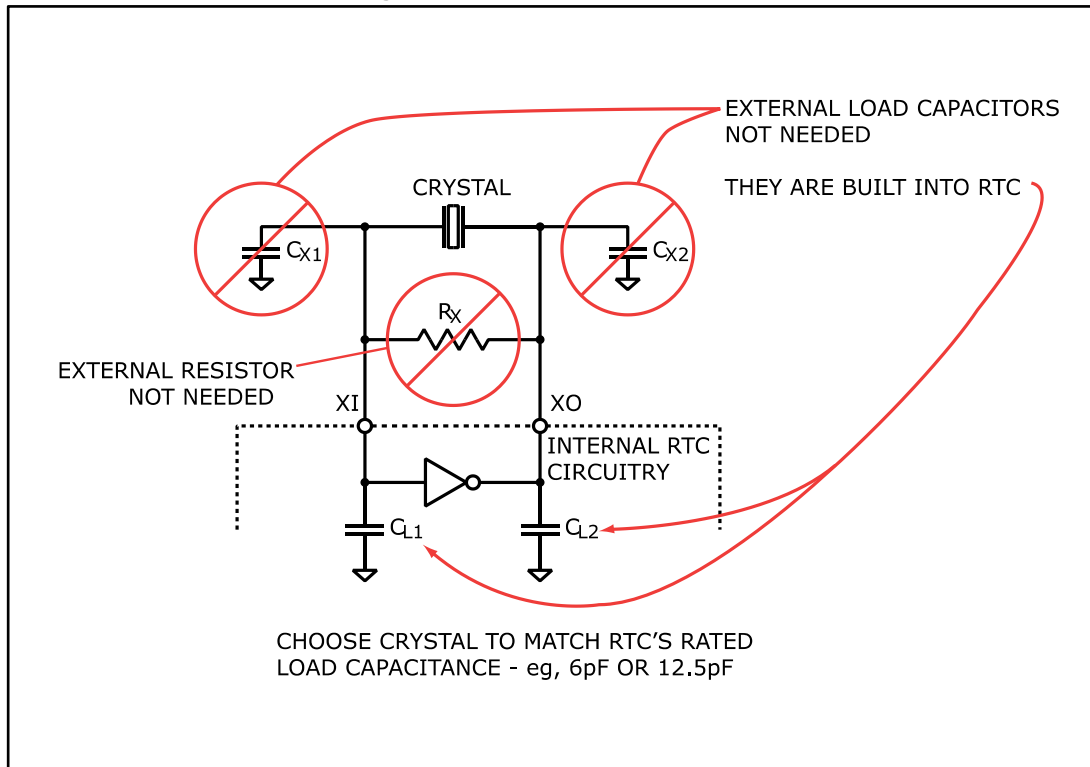 EXTERNAL LOAD CAPACITORS
NOT NEEDED
THEY ARE BUILT INTO RTC
CRYSTAL
CX1
CX2
RX
EXTERNAL RESISTOR
NOT NEEDED
XI
XO
INTERNAL RTC
CIRCUITRY
CL1
CL2
CHOOSE CRYSTAL TO MATCH RTC'S RATED
LOAD CAPACITANCE - eg, 6pF OR 12.5pF